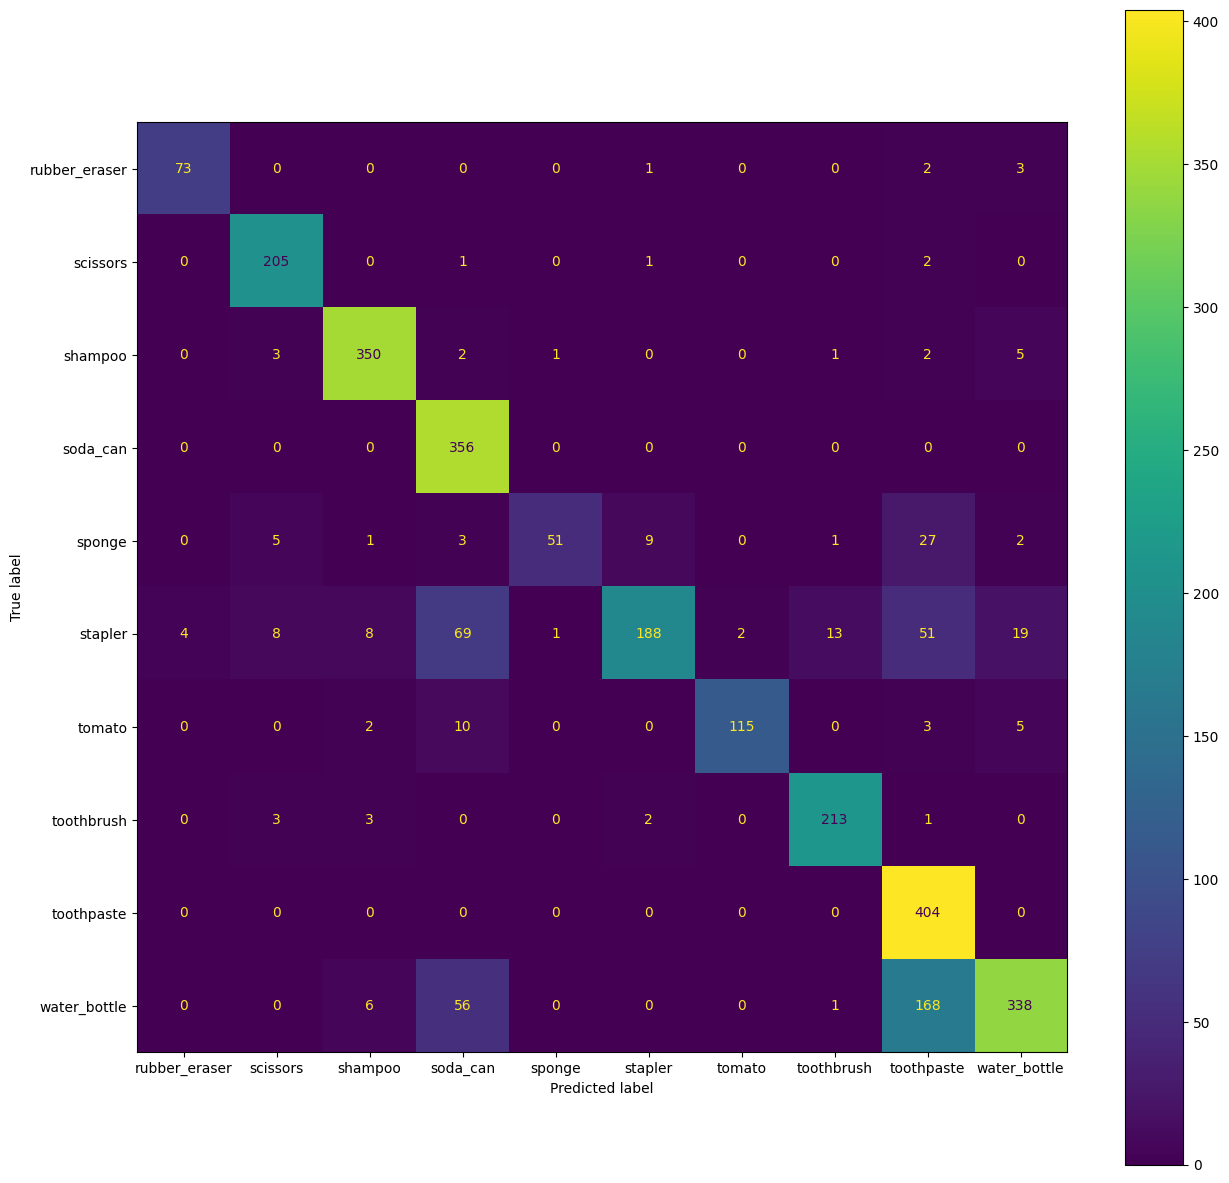 rubber_eraser 73 0 0 0 0 1 0 0 2 3
scissors 0 205 0 1 0 1 0 0 2 0
shampoo 0 3 350 2 1 0 0 1 2 5
soda_can 0 0 0 356 0 0 0 0 0 0
sponge 0 5 1 3 51 9 0 1 27 2
stapler 4 8 8 69 1 188 2 13 51 19
tomato 0 0 2 10 0 0 115 0 3 5
toothbrush 0 3 3 0 0 2 0 213 1 0
toothpaste 0 0 0 0 0 0 0 0 404 0
water_bottle 0 0 6 56 0 0 0 1 168 338
rubber_eraser scissors shampoo soda_can sponge stapler tomato toothbrush toothpaste water_bottle
Predicted label
True label
400
350
300
250
200
150
100
50
0